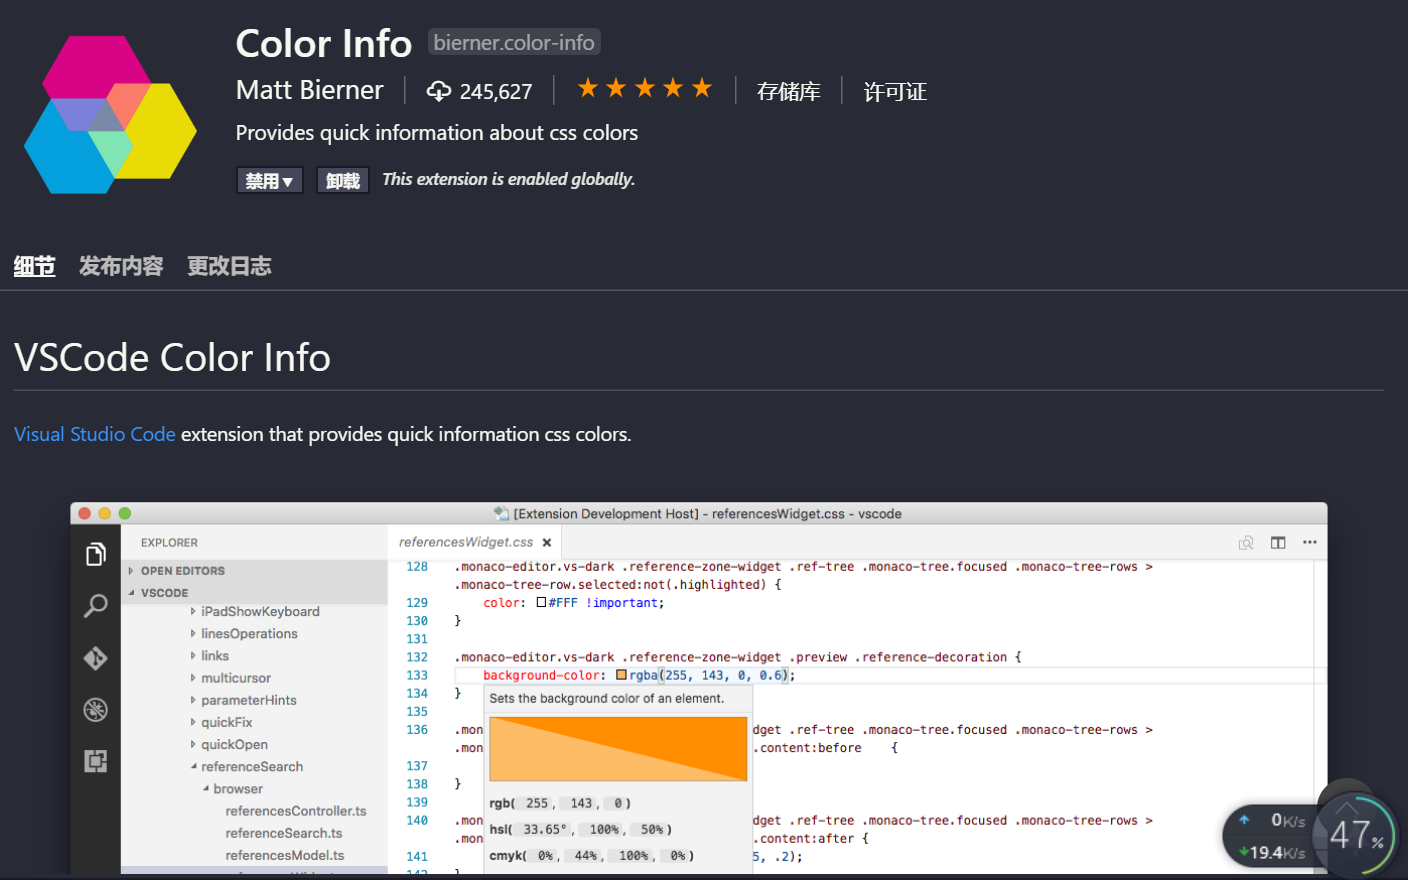 Color Info bierner.color-info
Matt Bierner 245,627 ★★★★★ 存储库 许可证
Provides quick information about css colors
禁用▼ 卸载 This extension is enabled globally.
细节 发布内容 更改日志
VSCode Color Info
Visual Studio Code extension that provides quick information css colors.
[Extension Development Host] - referencesWidget.css - vscode
EXPLORER
OPEN EDITORS
VSCODE
iPadShowKeyboard
linesOperations
links
multicursor
parameterHints
quickFix
quickOpen
referenceSearch
browser
referencesController.ts
referenceSearch.ts
referencesModel.ts
referencesWidget.css
128 .monaco-editor.vs-dark .reference-zone-widget .ref-tree .monaco-tree.focused .monaco-tree-rows >
.monaco-tree-row.selected:not(.highlighted) {
129 color: #FFF !important;
130 }
131
132 .monaco-editor.vs-dark .reference-zone-widget .preview .reference-decoration {
133 background-color: rgba(255, 143, 0, 0.6);
134 }
135
136 .mon dget .ref-tree .monaco-tree.focused .monaco-tree-rows >
.mon .content:before {
137
138 }
139
140 .mon dget .ref-tree .monaco-tree.focused .monaco-tree-rows >
.mon .content:after {
141 5, .2);
142 }
Sets the background color of an element.
rgb( 255, 143, 0 )
hsl( 33.65°, 100%, 50% )
cmyk( 0%, 44%, 100%, 0% )
0K/s
19.4K/s
47%